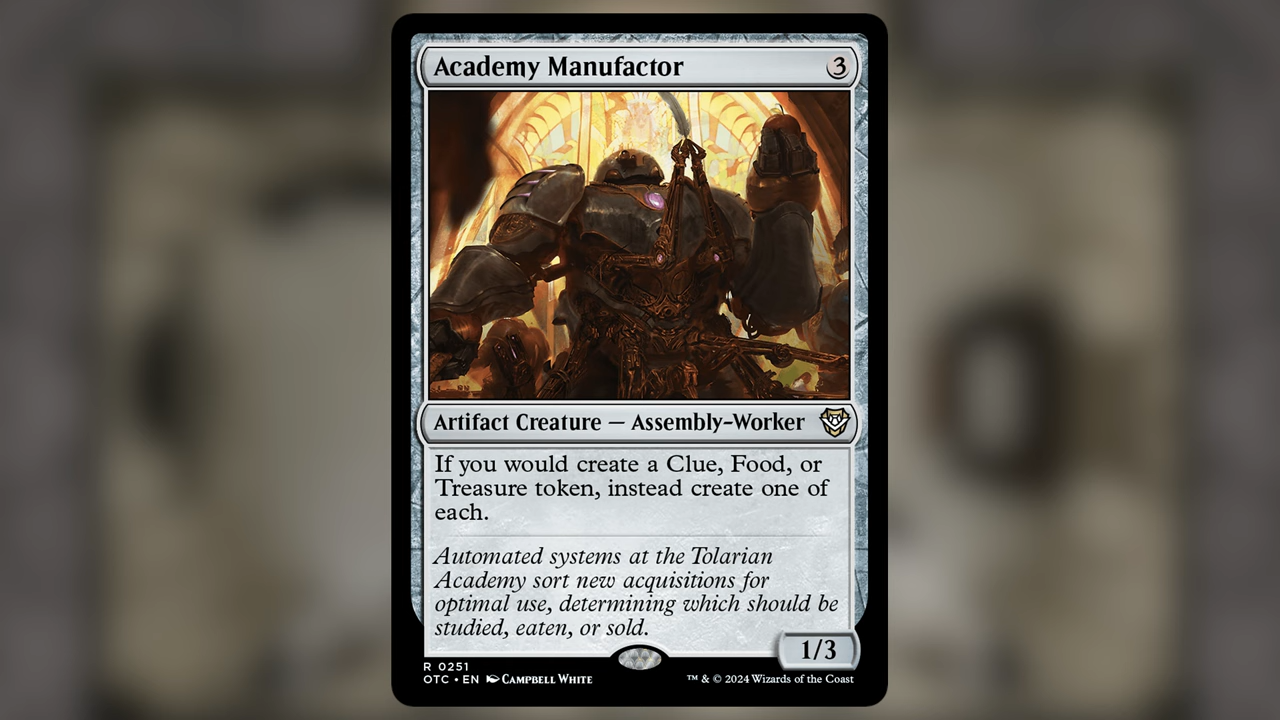 Academy Manufactor 3
Artifact Creature — Assembly-Worker
If you would create a Clue, Food, or
Treasure token, instead create one of
each.
Automated systems at the Tolarian
Academy sort new acquisitions for
optimal use, determining which should be
studied, eaten, or sold.
1/3
R 0251
OTC • EN Campbell White
™ & © 2024 Wizards of the Coast